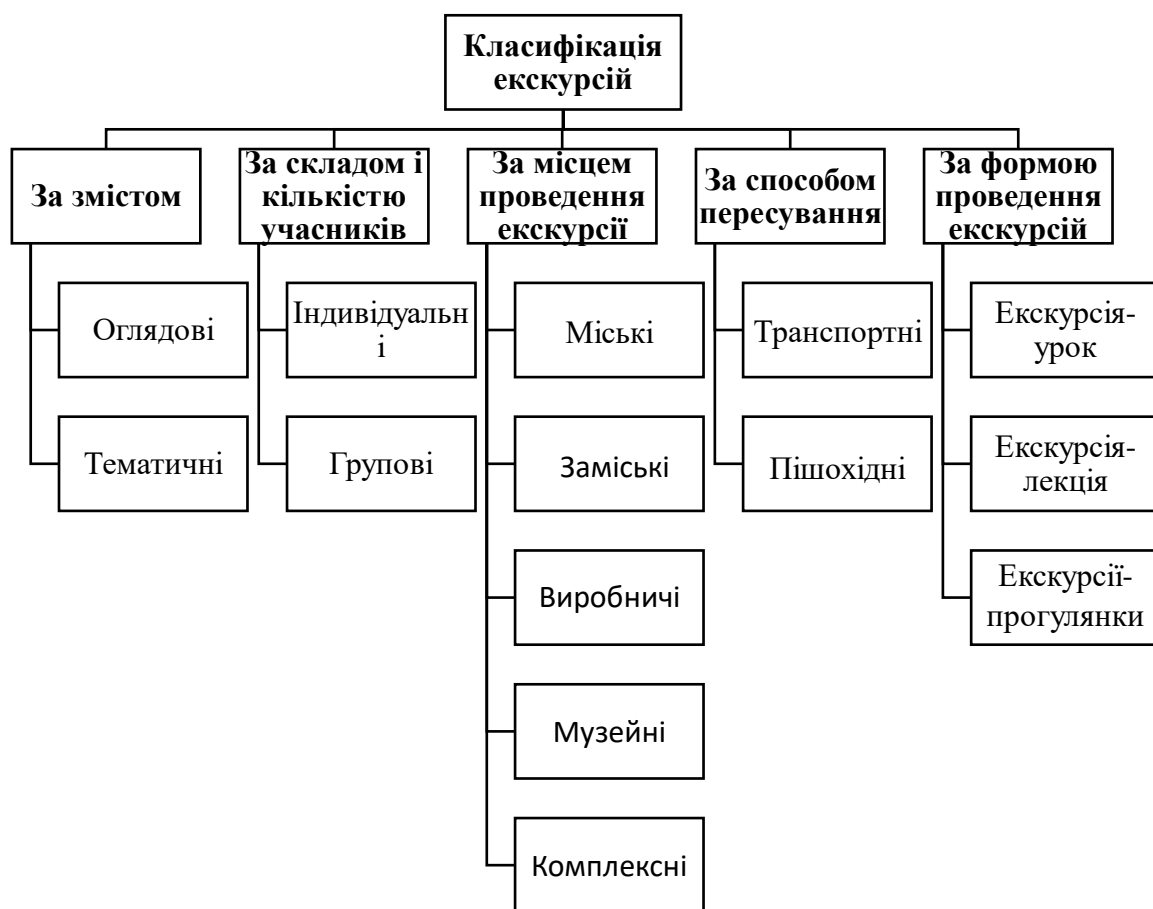 Класифікація
екскурсій
За змістом
За складом і
кількістю
учасників
За місцем
проведення
екскурсії
За способом
пересування
За формою
проведення
екскурсій
Оглядові
Тематичні
Індивідуальн
і
Групові
Міські
Заміські
Виробничі
Музейні
Комплексні
Транспортні
Пішохідні
Екскурсія-
урок
Екскурсія-
лекція
Екскурсії-
прогулянки